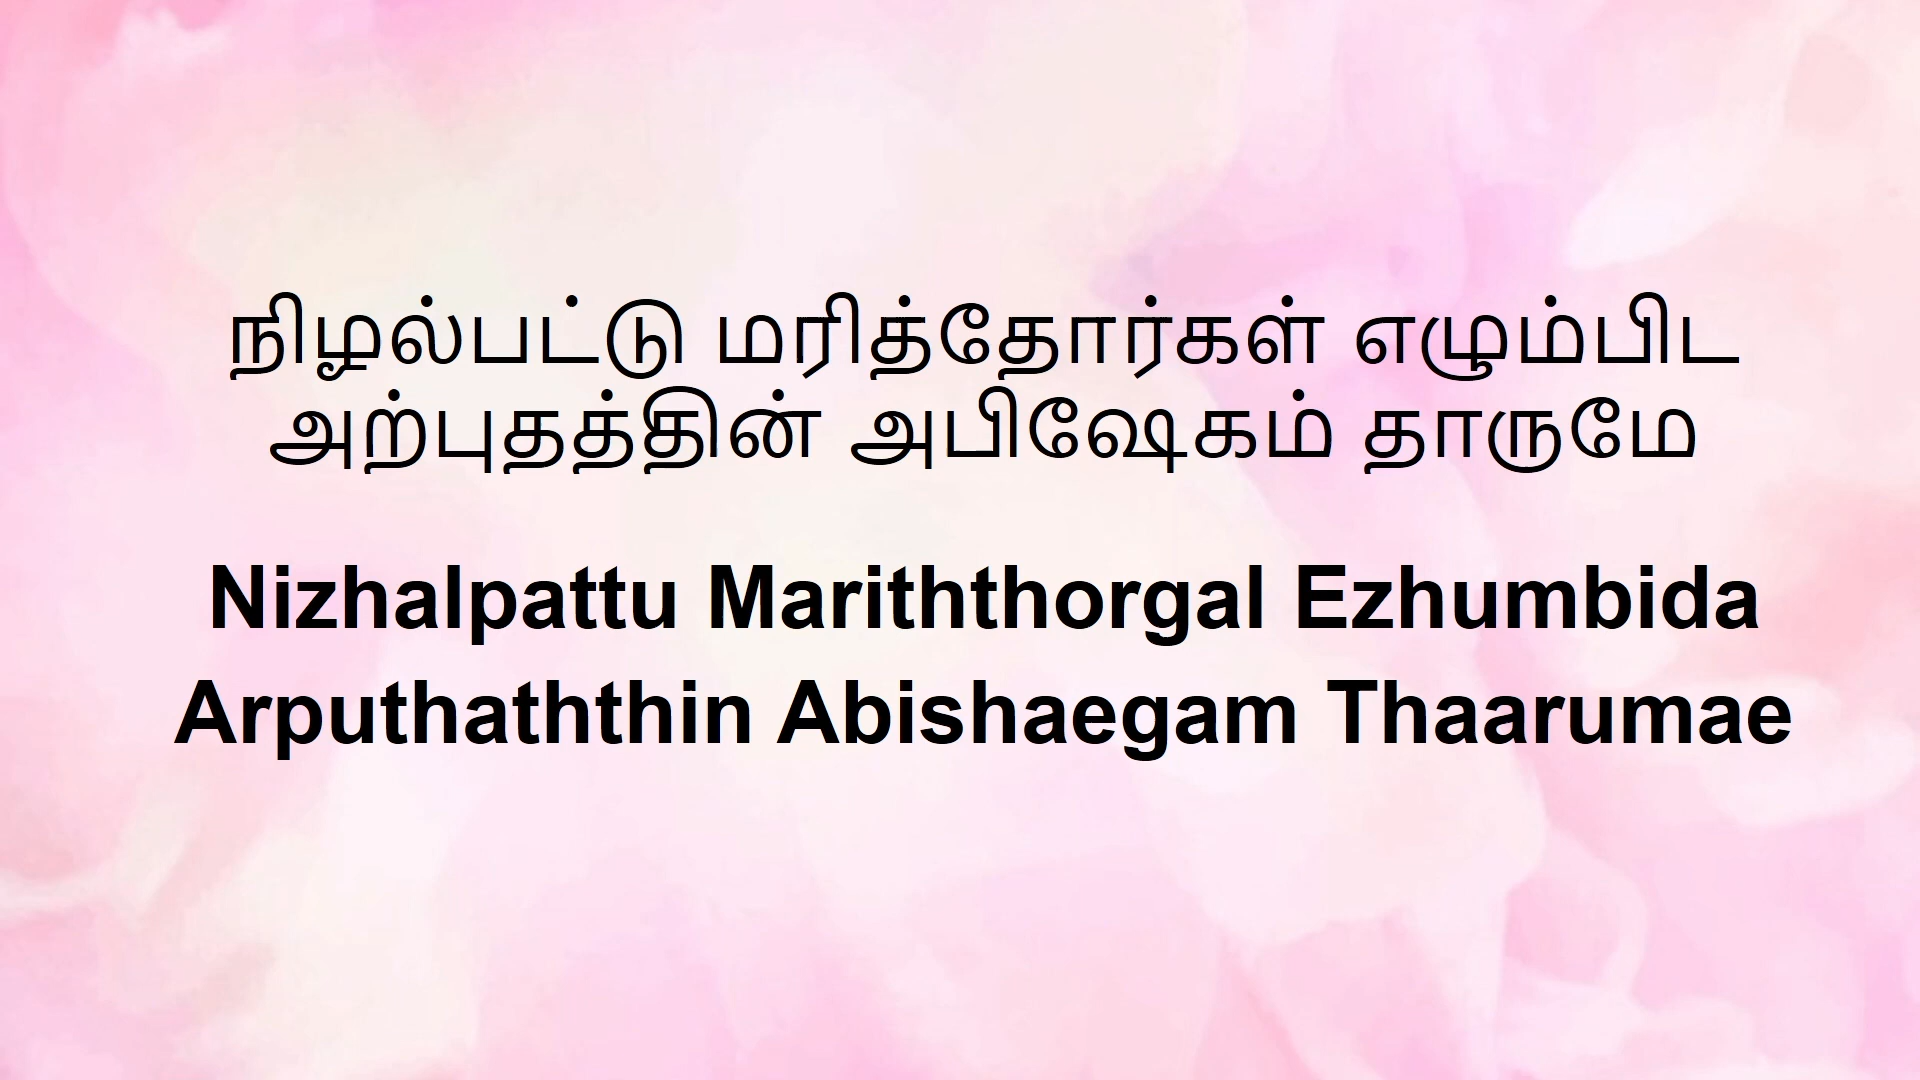 நிழல்பட்டு மரித்தோர்கள் எழும்பிட
அற்புதத்தின் அபிஷேகம் தாருமே
Nizhalpattu Mariththorgal Ezhumbida
Arputhaththin Abishaegam Thaarumae